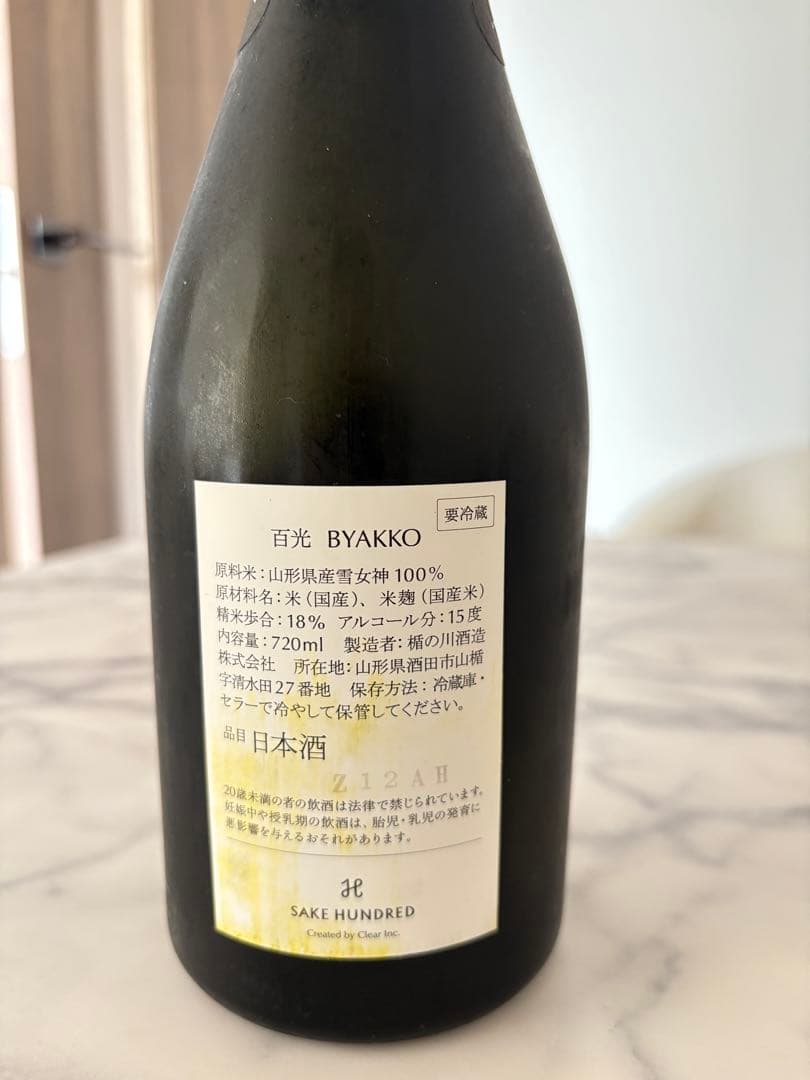 要冷蔵
百光 BYAKKO
原料米：山形県産雪女神100％
原材料名：米（国産）、米麹（国産米）
精米歩合：18％ アルコール分：15度
内容量：720ml 製造者：楯の川酒造
株式会社 所在地：山形県酒田市山楯
字清水田27番地 保存方法：冷蔵庫・
セラーで冷やして保管してください。
品目 日本酒
Z12AH
20歳未満の者の飲酒は法律で禁じられています。
妊娠中や授乳期の飲酒は、胎児・乳児の発育に
悪影響を与えるおそれがあります。
SAKE HUNDRED
Created by Clear Inc.